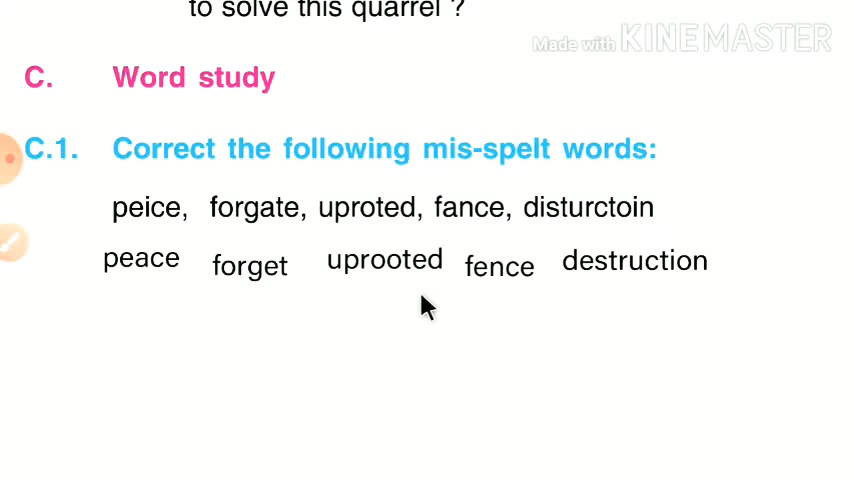 to solve this quarrel ?
Made with KINEMASTER
C. Word study
C.1. Correct the following mis-spelt words:
peice, forgate, uproted, fance, disturctoin
peace forget uprooted fence destruction